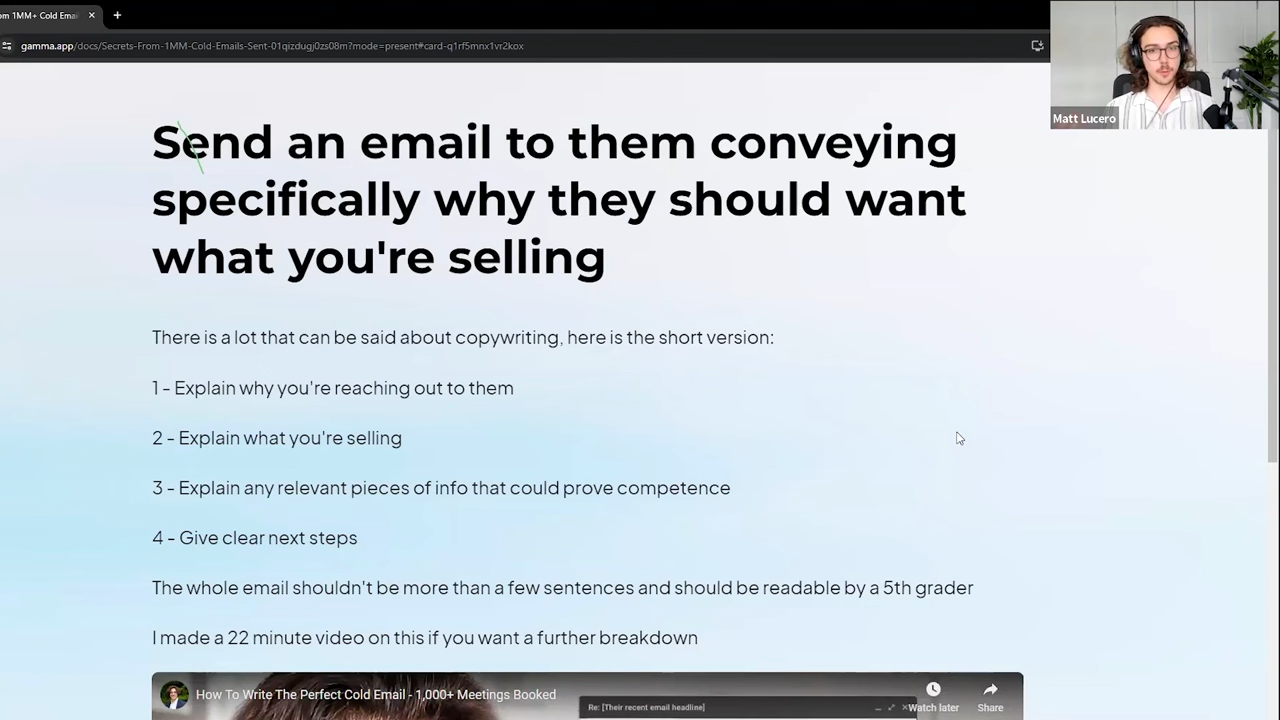 om 1MM+ Cold Ema
gamma.app/docs/Secrets-From-1MM-Cold-Emails-Sent-01qizdugj0zs08m?mode=present#card-q1rf5mnx1vr2kox
Matt Lucero
Send an email to them conveying
specifically why they should want
what you're selling
There is a lot that can be said about copywriting, here is the short version:
1 - Explain why you're reaching out to them
2 - Explain what you're selling
3 - Explain any relevant pieces of info that could prove competence
4 - Give clear next steps
The whole email shouldn't be more than a few sentences and should be readable by a 5th grader
I made a 22 minute video on this if you want a further breakdown
How To Write The Perfect Cold Email - 1,000+ Meetings Booked
Re: [Their recent email headline]
Watch later
Share